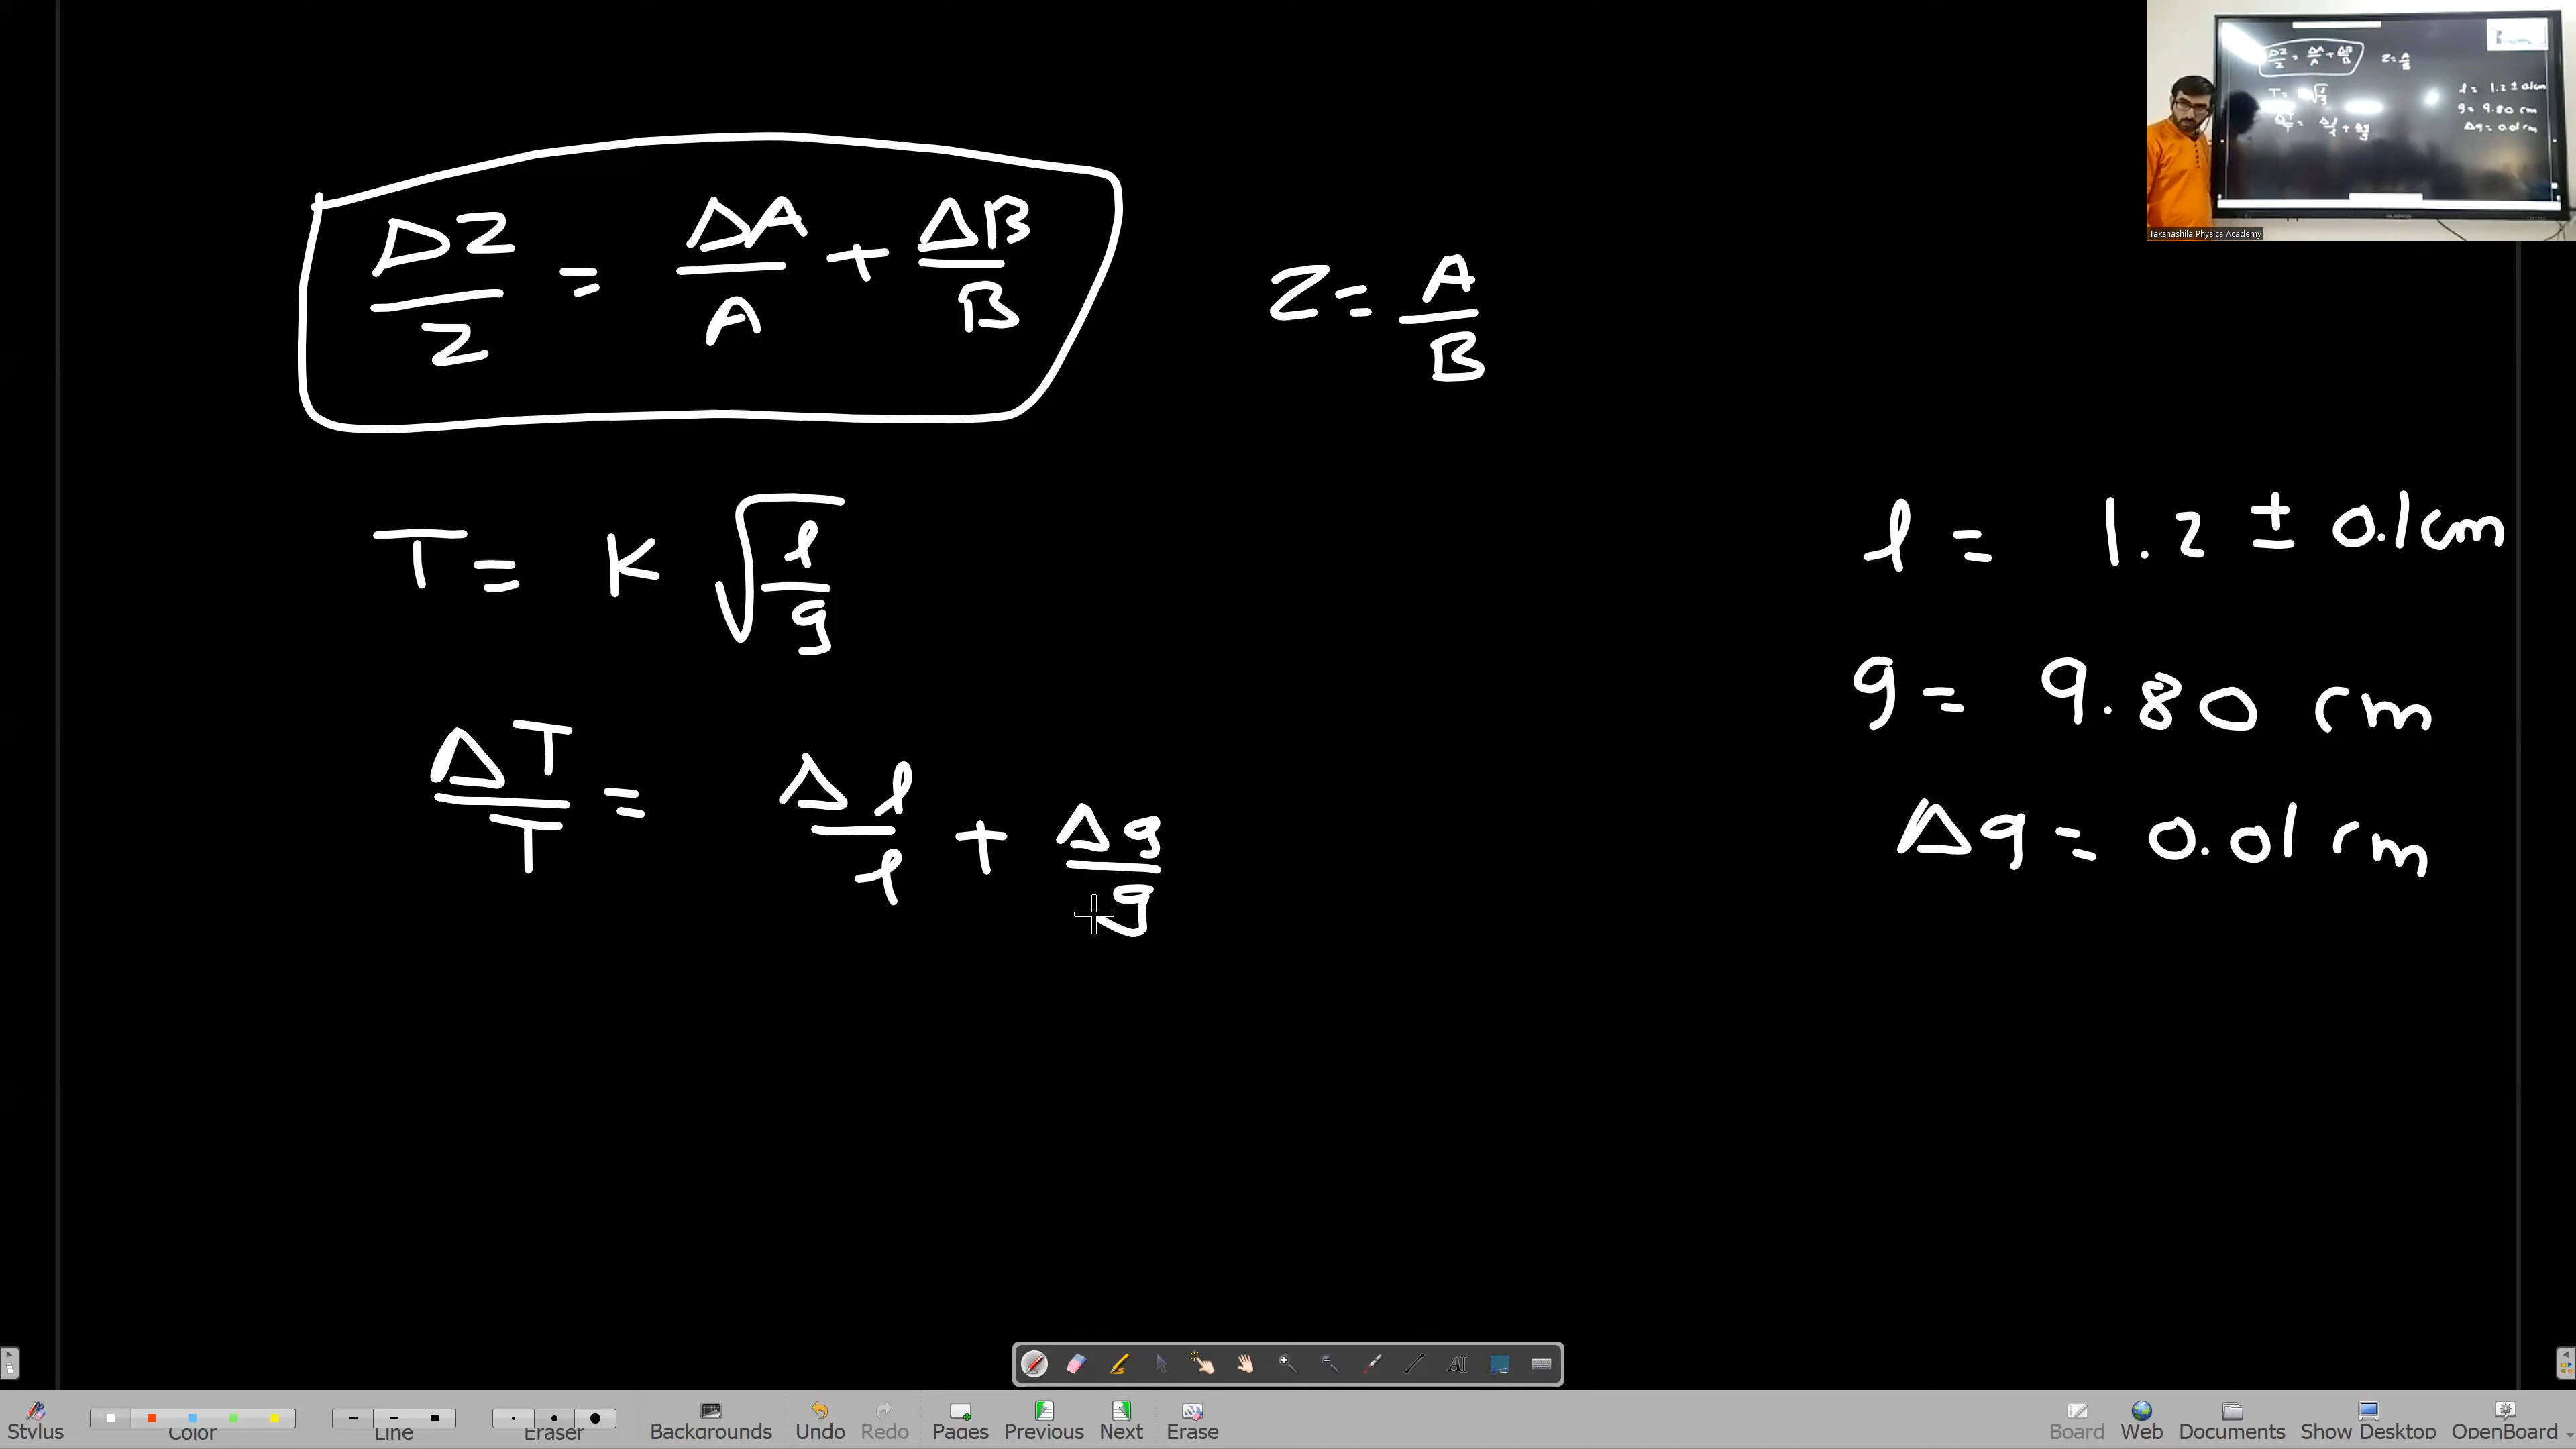 ΔZ/Z = ΔA/A + ΔB/B
Z = A/B
T = K √(l/g)
l = 1.2 ± 0.1cm
g = 9.80 cm
ΔT/T = Δl/l + Δg/g
Δg = 0.01 cm
Takshashila Physics Academy
Stylus Color Line Eraser Backgrounds Undo Redo Pages Previous Next Erase Board Web Documents Show Desktop OpenBoard